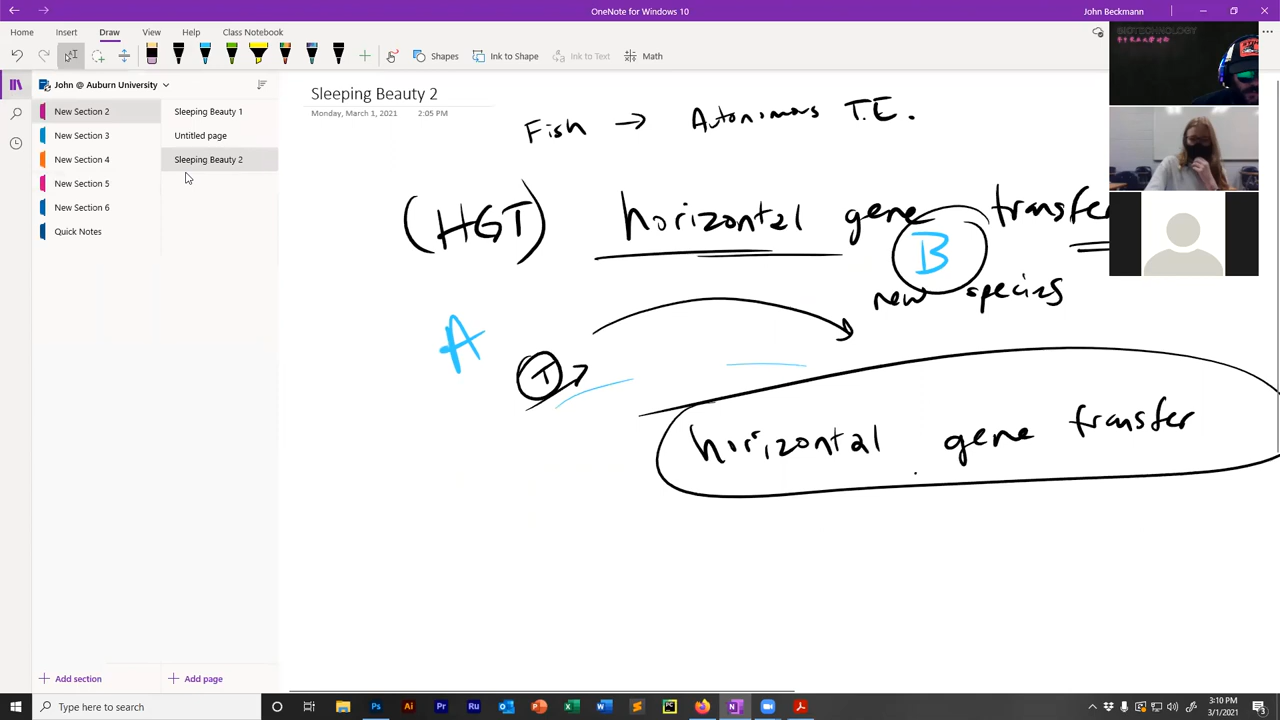 OneNote for Windows 10
John Beckmann
Home Insert Draw View Help Class Notebook
Shapes Ink to Shape Ink to Text Math
John @ Auburn University
New Section 2
New Section 3
New Section 4
New Section 5
New Section 6
Quick Notes
Sleeping Beauty 1
Untitled page
Sleeping Beauty 2
Add section
Add page
Sleeping Beauty 2
Monday, March 1, 2021 2:05 PM
Fish → Autonimous T.E.
(HGT) horizontal gene transfer
B
new species
A
T
horizontal gene transfer
BIOTECHNOLOGY
Type here to search
3:10 PM
3/1/2021